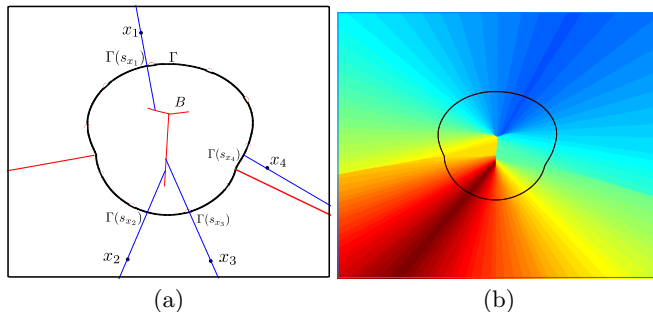 x₁
Γ(sₓ₁) Γ
B
Γ(sₓ₄) x₄
Γ(sₓ₂) Γ(sₓ₃)
x₂ x₃
(a) (b)